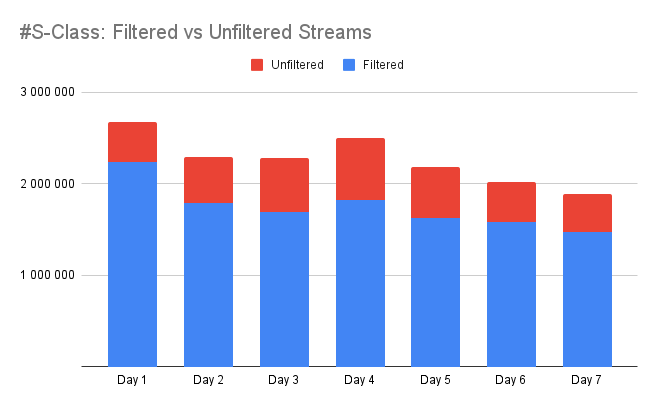 #S-Class: Filtered vs Unfiltered Streams
Unfiltered Filtered
3 000 000
2 000 000
1 000 000
Day 1 Day 2 Day 3 Day 4 Day 5 Day 6 Day 7